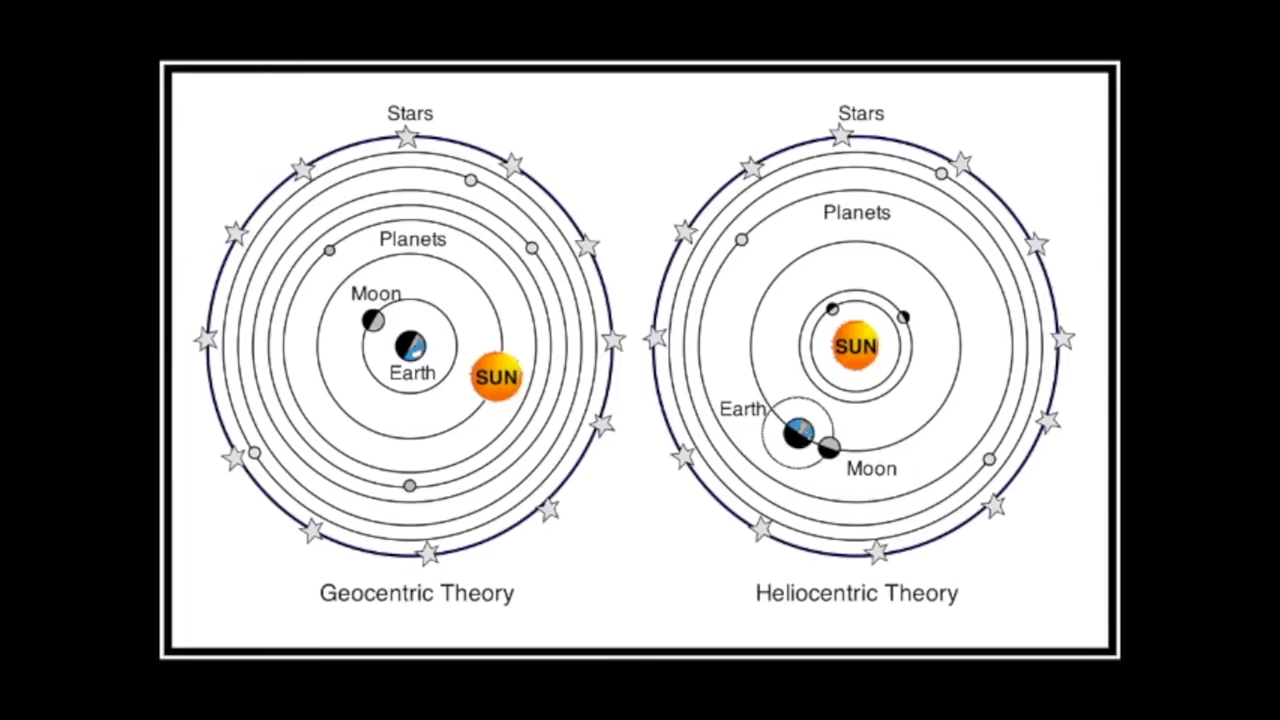 Stars
Planets
Moon
Earth
SUN
Geocentric Theory
Stars
Planets
SUN
Earth
Moon
Heliocentric Theory